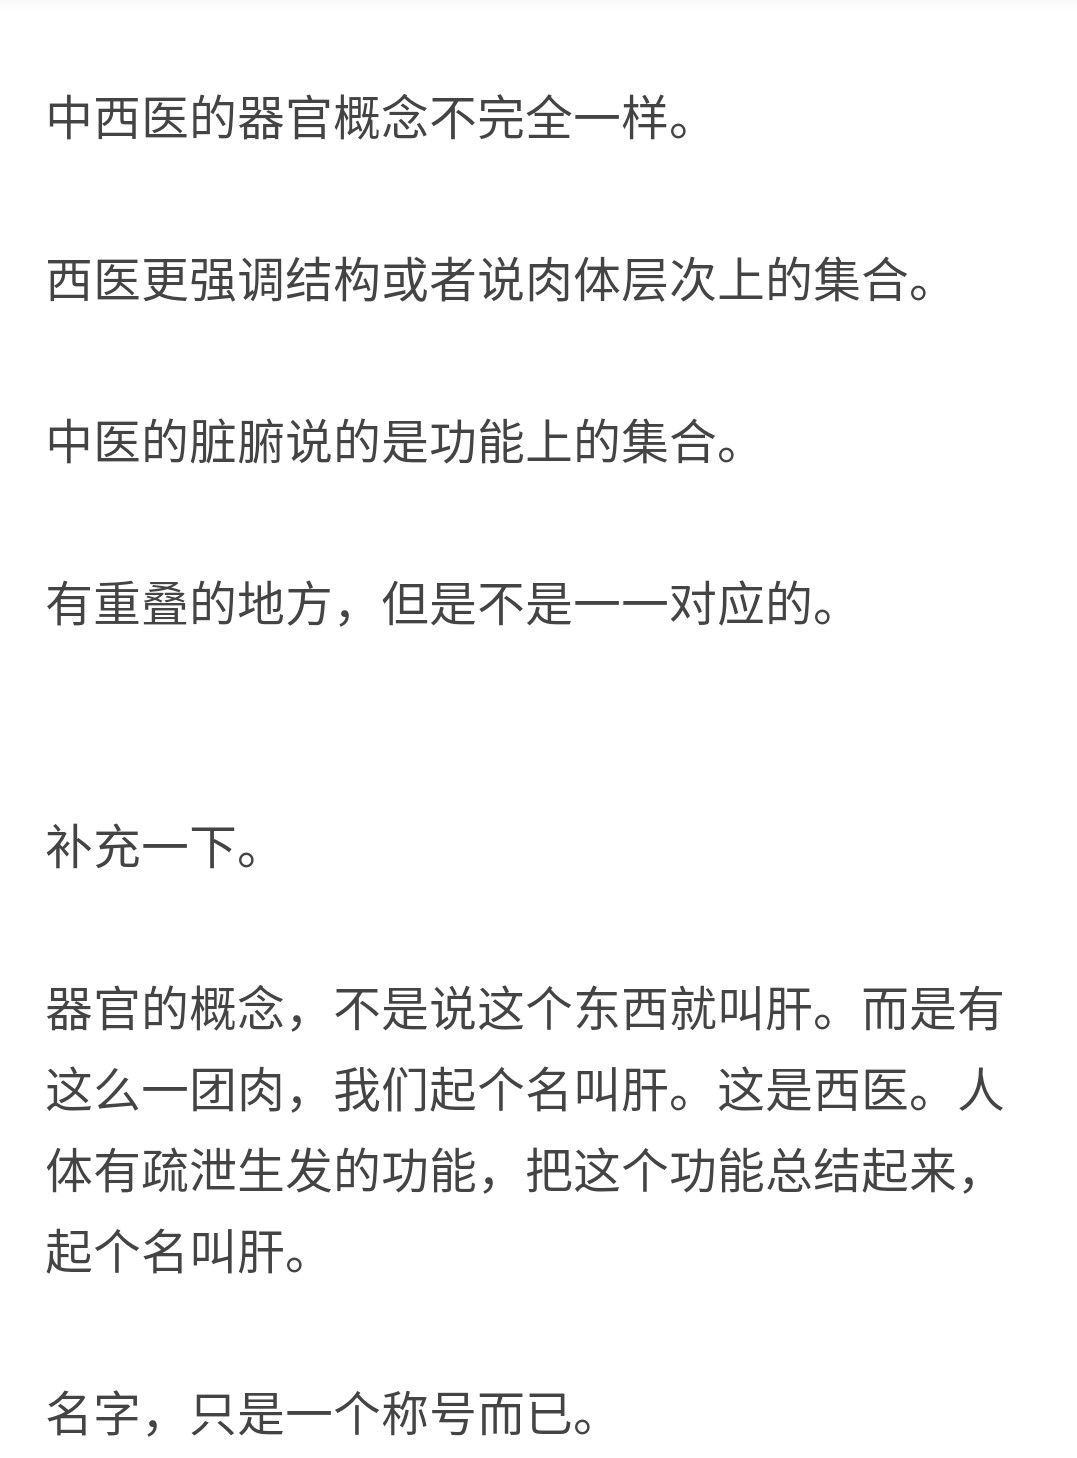 中西医的器官概念不完全一样。
西医更强调结构或者说肉体层次上的集合。
中医的脏腑说的是功能上的集合。
有重叠的地方，但是不是一一对应的。
补充一下。
器官的概念，不是说这个东西就叫肝。而是有
这么一团肉，我们起个名叫肝。这是西医。人
体有疏泄生发的功能，把这个功能总结起来，
起个名叫肝。
名字，只是一个称号而已。